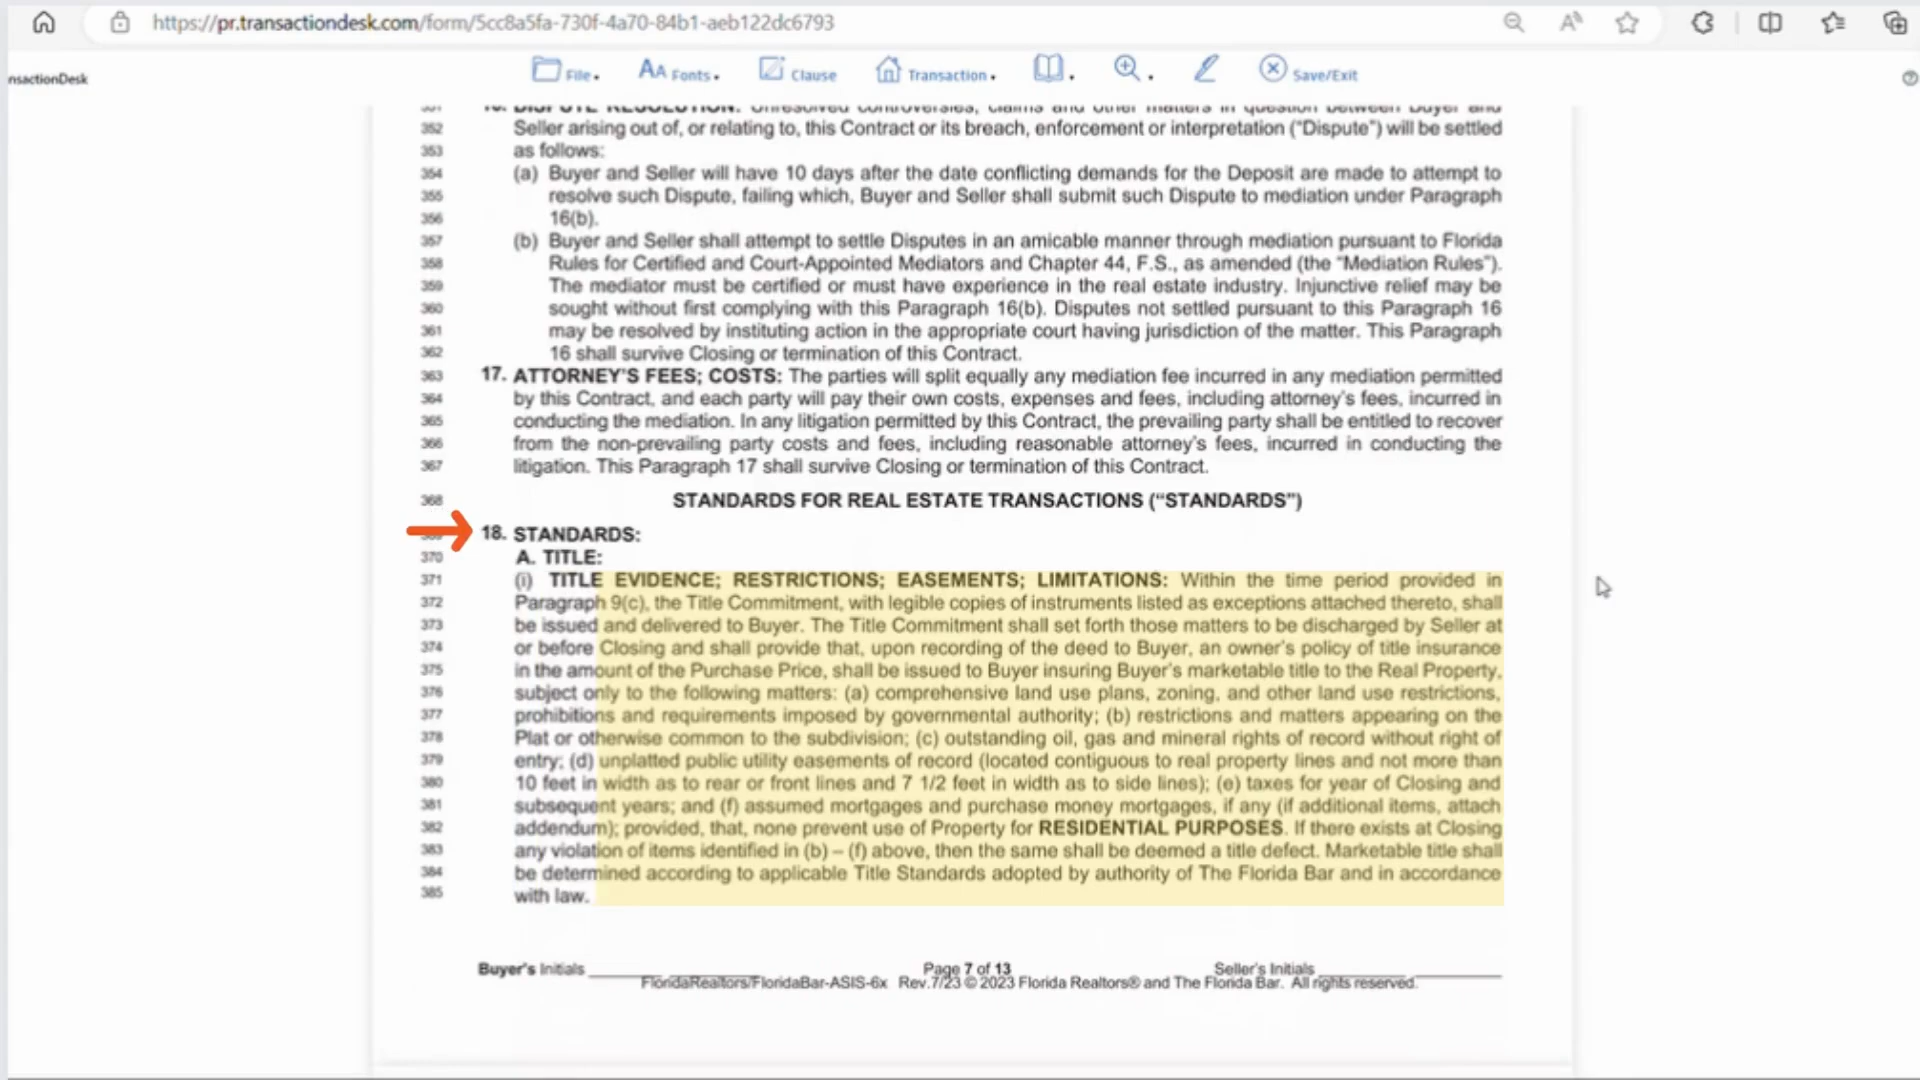 https://pr.transactiondesk.com/form/5cc8a5fa-730f-4a70-84b1-aeb122dc6793
nsactionDesk
File
Fonts
Clause
Transaction
Save/Exit
351 16. DISPUTE RESOLUTION: Unresolved controversies, claims and other matters in question between Buyer and
352 Seller arising out of, or relating to, this Contract or its breach, enforcement or interpretation (“Dispute”) will be settled
353 as follows:
354 (a) Buyer and Seller will have 10 days after the date conflicting demands for the Deposit are made to attempt to
355 resolve such Dispute, failing which, Buyer and Seller shall submit such Dispute to mediation under Paragraph
356 16(b).
357 (b) Buyer and Seller shall attempt to settle Disputes in an amicable manner through mediation pursuant to Florida
358 Rules for Certified and Court-Appointed Mediators and Chapter 44, F.S., as amended (the “Mediation Rules”).
359 The mediator must be certified or must have experience in the real estate industry. Injunctive relief may be
360 sought without first complying with this Paragraph 16(b). Disputes not settled pursuant to this Paragraph 16
361 may be resolved by instituting action in the appropriate court having jurisdiction of the matter. This Paragraph
362 16 shall survive Closing or termination of this Contract.
363 17. ATTORNEY'S FEES; COSTS: The parties will split equally any mediation fee incurred in any mediation permitted
364 by this Contract, and each party will pay their own costs, expenses and fees, including attorney's fees, incurred in
365 conducting the mediation. In any litigation permitted by this Contract, the prevailing party shall be entitled to recover
366 from the non-prevailing party costs and fees, including reasonable attorney's fees, incurred in conducting the
367 litigation. This Paragraph 17 shall survive Closing or termination of this Contract.
368 STANDARDS FOR REAL ESTATE TRANSACTIONS (“STANDARDS”)
18. STANDARDS:
370 A. TITLE:
371 (i) TITLE EVIDENCE; RESTRICTIONS; EASEMENTS; LIMITATIONS: Within the time period provided in
372 Paragraph 9(c), the Title Commitment, with legible copies of instruments listed as exceptions attached thereto, shall
373 be issued and delivered to Buyer. The Title Commitment shall set forth those matters to be discharged by Seller at
374 or before Closing and shall provide that, upon recording of the deed to Buyer, an owner's policy of title insurance
375 in the amount of the Purchase Price, shall be issued to Buyer insuring Buyer's marketable title to the Real Property,
376 subject only to the following matters: (a) comprehensive land use plans, zoning, and other land use restrictions,
377 prohibitions and requirements imposed by governmental authority; (b) restrictions and matters appearing on the
378 Plat or otherwise common to the subdivision; (c) outstanding oil, gas and mineral rights of record without right of
379 entry; (d) unplatted public utility easements of record (located contiguous to real property lines and not more than
380 10 feet in width as to rear or front lines and 7 1/2 feet in width as to side lines); (e) taxes for year of Closing and
381 subsequent years; and (f) assumed mortgages and purchase money mortgages, if any (if additional items, attach
382 addendum); provided, that, none prevent use of Property for RESIDENTIAL PURPOSES. If there exists at Closing
383 any violation of items identified in (b) – (f) above, then the same shall be deemed a title defect. Marketable title shall
384 be determined according to applicable Title Standards adopted by authority of The Florida Bar and in accordance
385 with law.
Buyer's Initials Page 7 of 13 Seller's Initials
FloridaRealtors/FloridaBar-ASIS-6x Rev.7/23 © 2023 Florida Realtors® and The Florida Bar. All rights reserved.